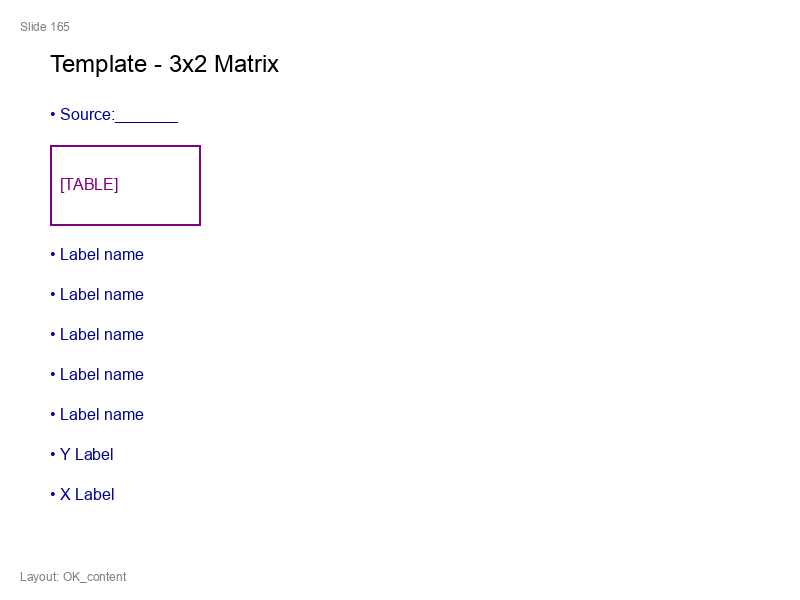 Slide 165
Template - 3x2 Matrix
• Source:_______
[TABLE]
• Label name
• Label name
• Label name
• Label name
• Label name
• Y Label
• X Label
Layout: OK_content